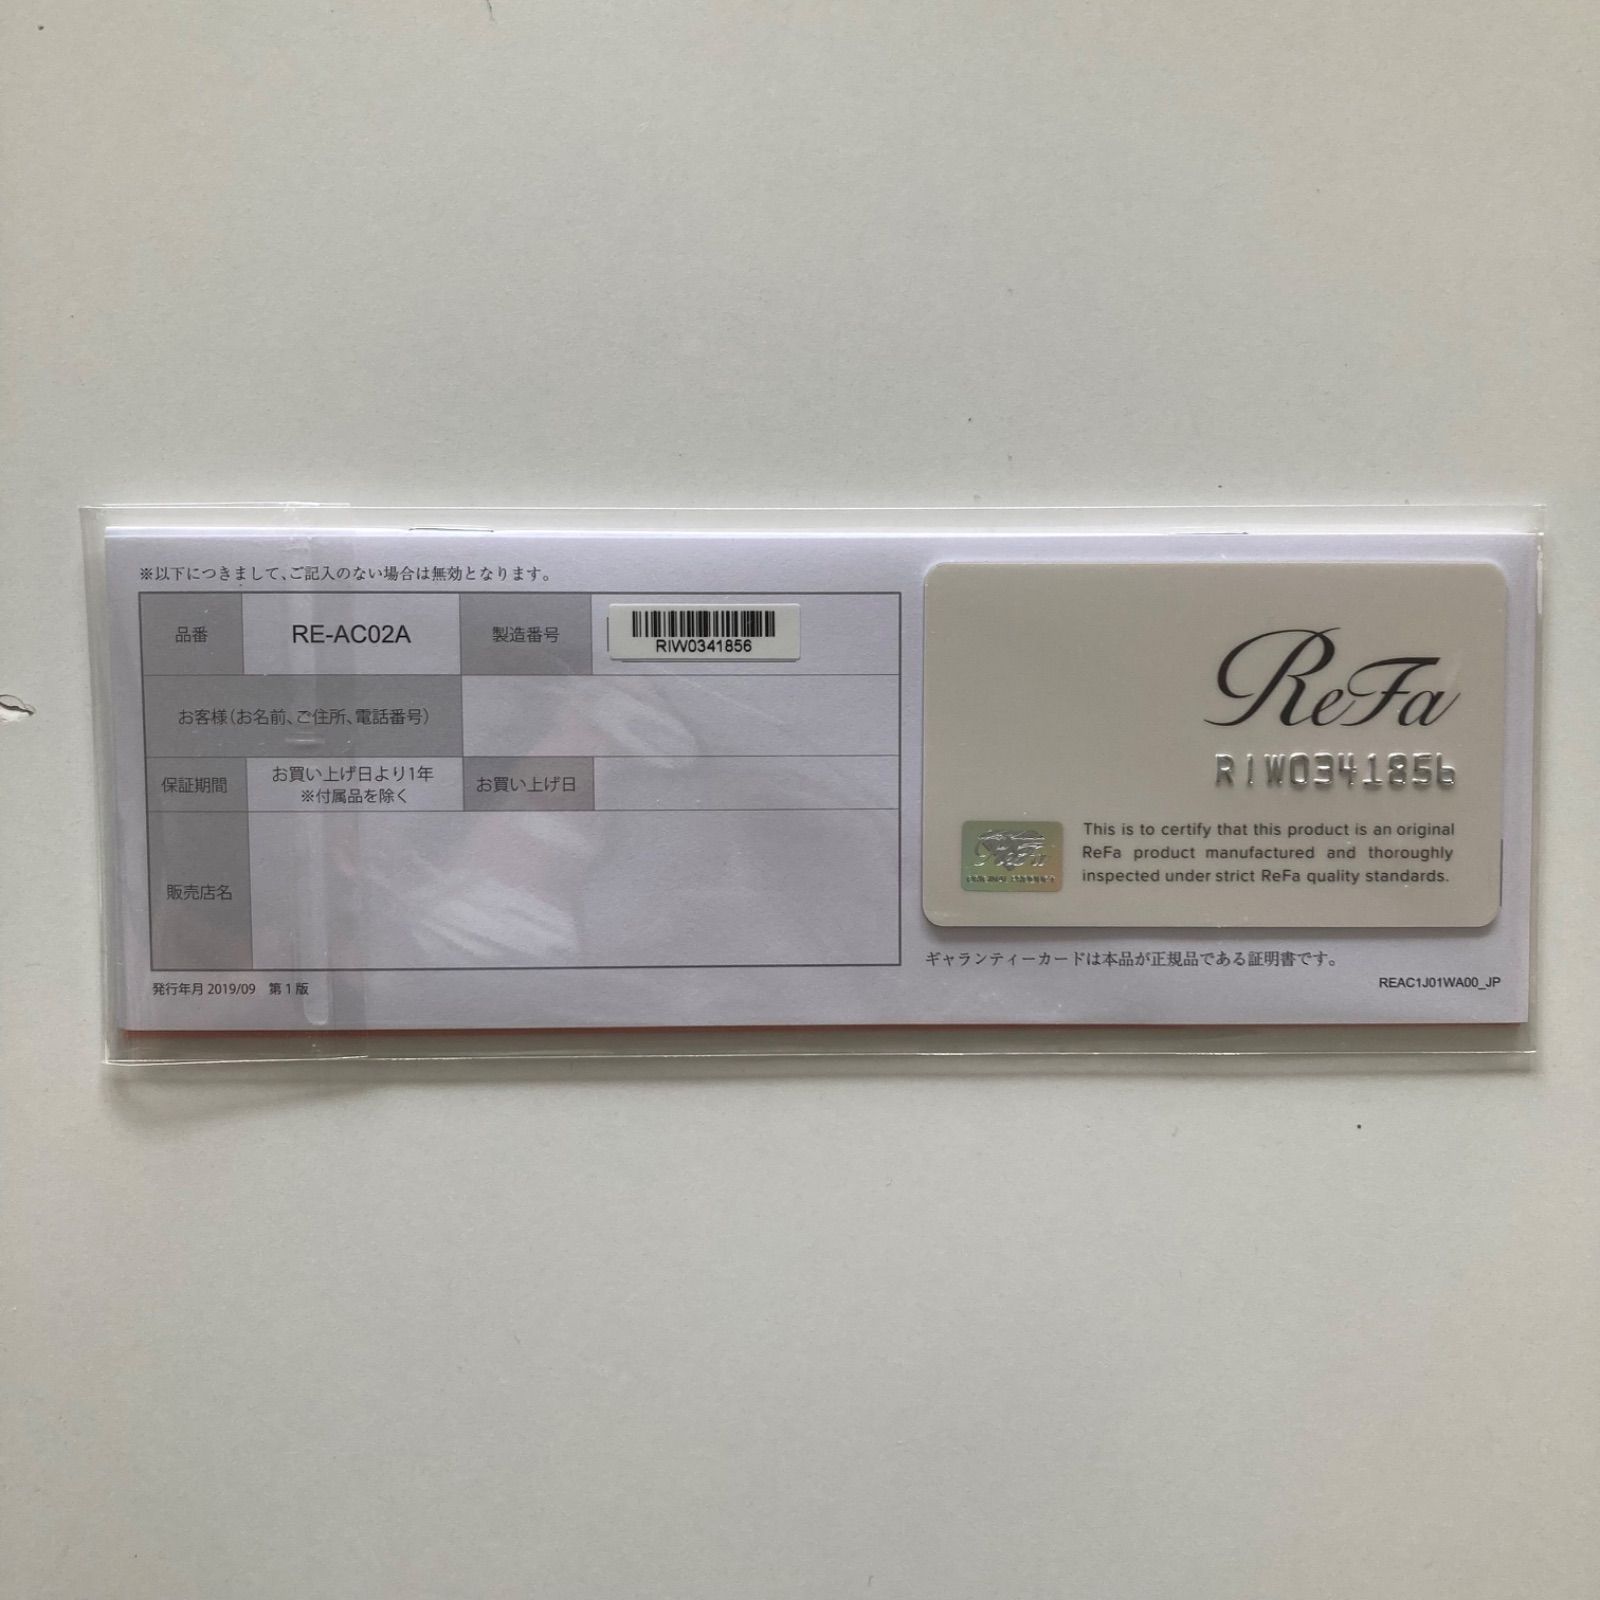 ※以下につきまして、ご記入のない場合は無効となります。
品番
RE-AC02A
製造番号
RIW0341856
お客様(お名前、ご住所、電話番号)
保証期間
お買い上げ日より1年
※付属品を除く
お買い上げ日
販売店名
発行年月 2019/09 第1版
ReFa
RIW0341856
ReFa
ORIGINAL PRODUCT
This is to certify that this product is an original
ReFa product manufactured and thoroughly
inspected under strict ReFa quality standards.
ギャランティーカードは本品が正規品である証明書です。
REAC1J01WA00_JP